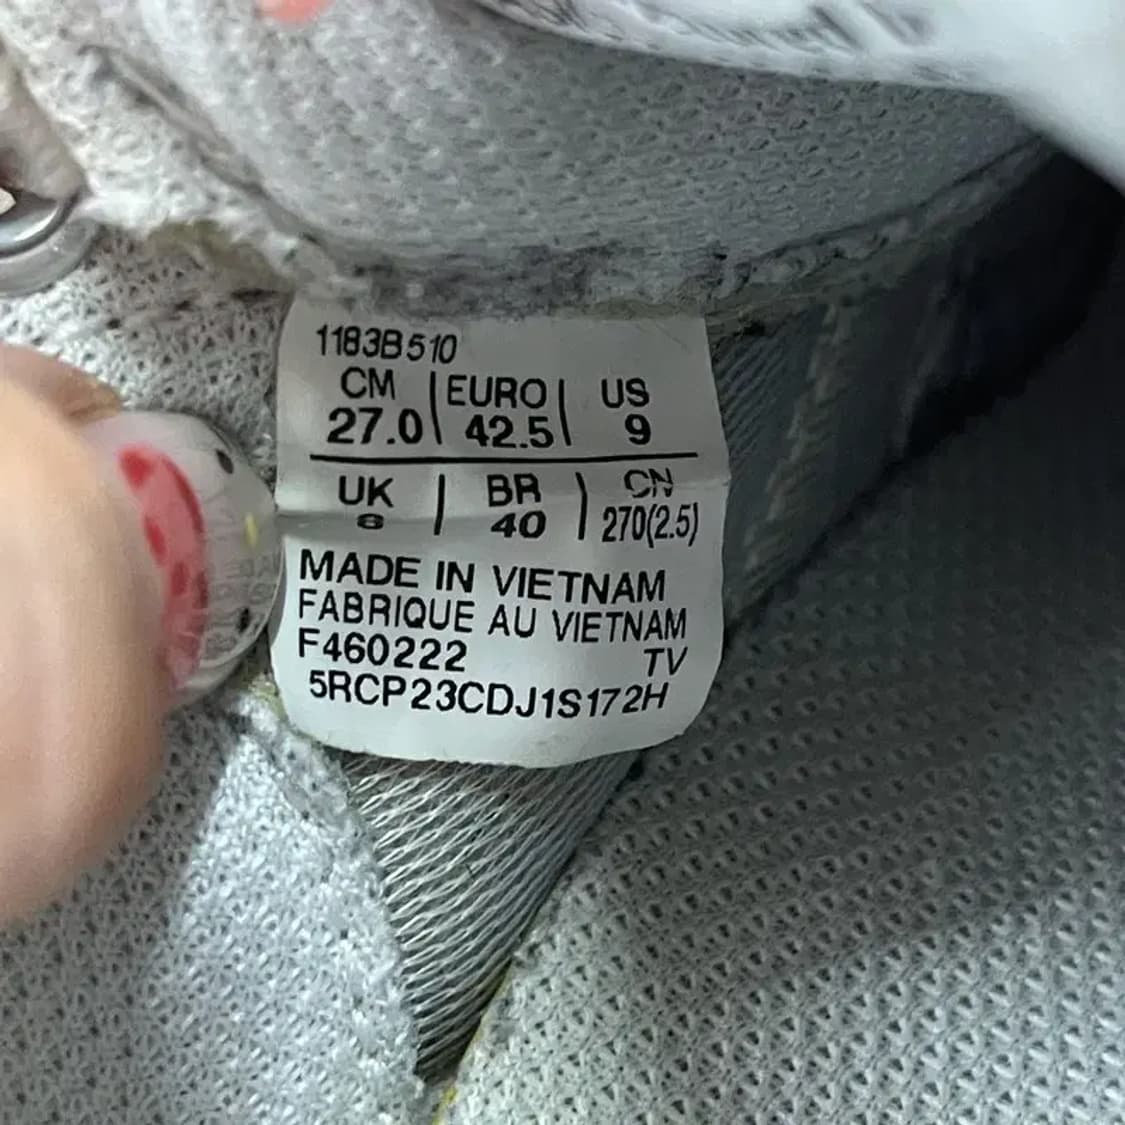 1183B510
CM | EURO | US
27.0 | 42.5 | 9
UK | BR | CN
8 | 40 | 270(2.5)
MADE IN VIETNAM
FABRIQUE AU VIETNAM
F460222 TV
5RCP23CDJ1S172H